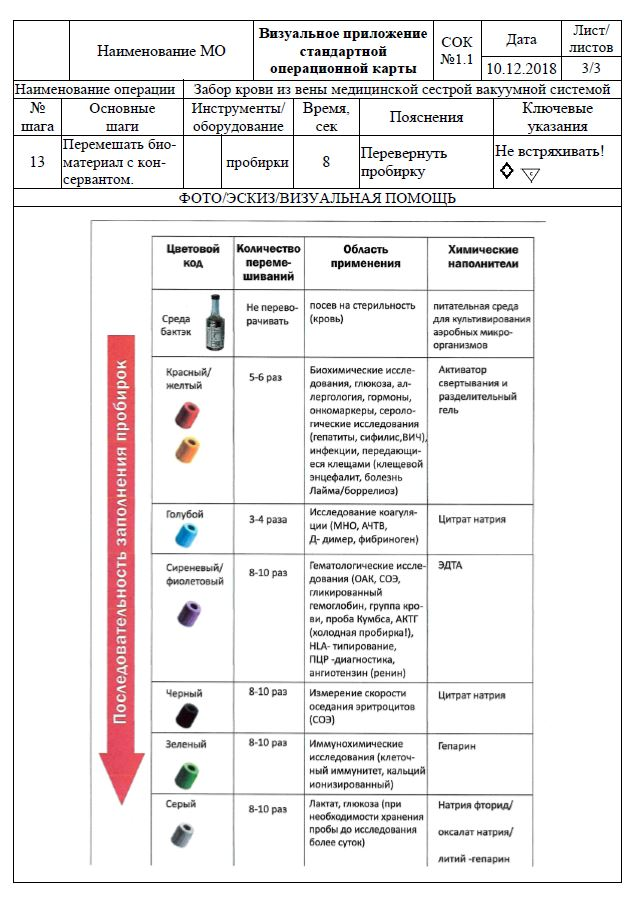 Наименование МО
Визуальное приложение
стандартной
операционной карты
СОК
№1.1
Дата
10.12.2018
Лист/
листов
3/3
Наименование операции
Забор крови из вены медицинской сестрой вакуумной системой
№
шага
Основные
шаги
Инструменты/
оборудование
Время,
сек
Пояснения
Ключевые
указания
13
Перемешать био-
материал с кон-
сервантом.
пробирки
8
Перевернуть
пробирку
Не встряхивать!
с
ФОТО/ЭСКИЗ/ВИЗУАЛЬНАЯ ПОМОЩЬ
Последовательность заполнения пробирок
Цветовой
код
Количество
переме-
шиваний
Область
применения
Химические
наполнители
Среда
бактэк
Не перево-
рачивать
посев на стерильность
(кровь)
питательная среда
для культивирования
аэробных микро-
организмов
Красный/
желтый
5-6 раз
Биохимические иссле-
дования, глюкоза, ал-
лергология, гормоны,
онкомаркеры, сероло-
гические исследования
(гепатиты, сифилис,ВИЧ),
инфекции, передающи-
еся клещами (клещевой
энцефалит, болезнь
Лайма/боррелиоз)
Активатор
свертывания и
разделительный
гель
Голубой
3-4 раза
Исследование коагуля-
ции (МНО, АЧТВ,
Д- димер, фибриноген)
Цитрат натрия
Сиреневый/
фиолетовый
8-10 раз
Гематологические иссле-
дования (ОАК, СОЭ,
гликированный
гемоглобин, группа кро-
ви, проба Кумбса, АКТГ
(холодная пробирка!),
HLA- типирование,
ПЦР -диагностика,
ангиотензин (ренин)
ЭДТА
Черный
8-10 раз
Измерение скорости
оседания эритроцитов
(СОЭ)
Цитрат натрия
Зеленый
8-10 раз
Иммунохимические
исследования (клеточ-
ный иммунитет, кальций
ионизированный)
Гепарин
Серый
8-10 раз
Лактат, глюкоза (при
необходимости хранения
пробы до исследования
более суток)
Натрия фторид/
оксалат натрия/
литий -гепарин